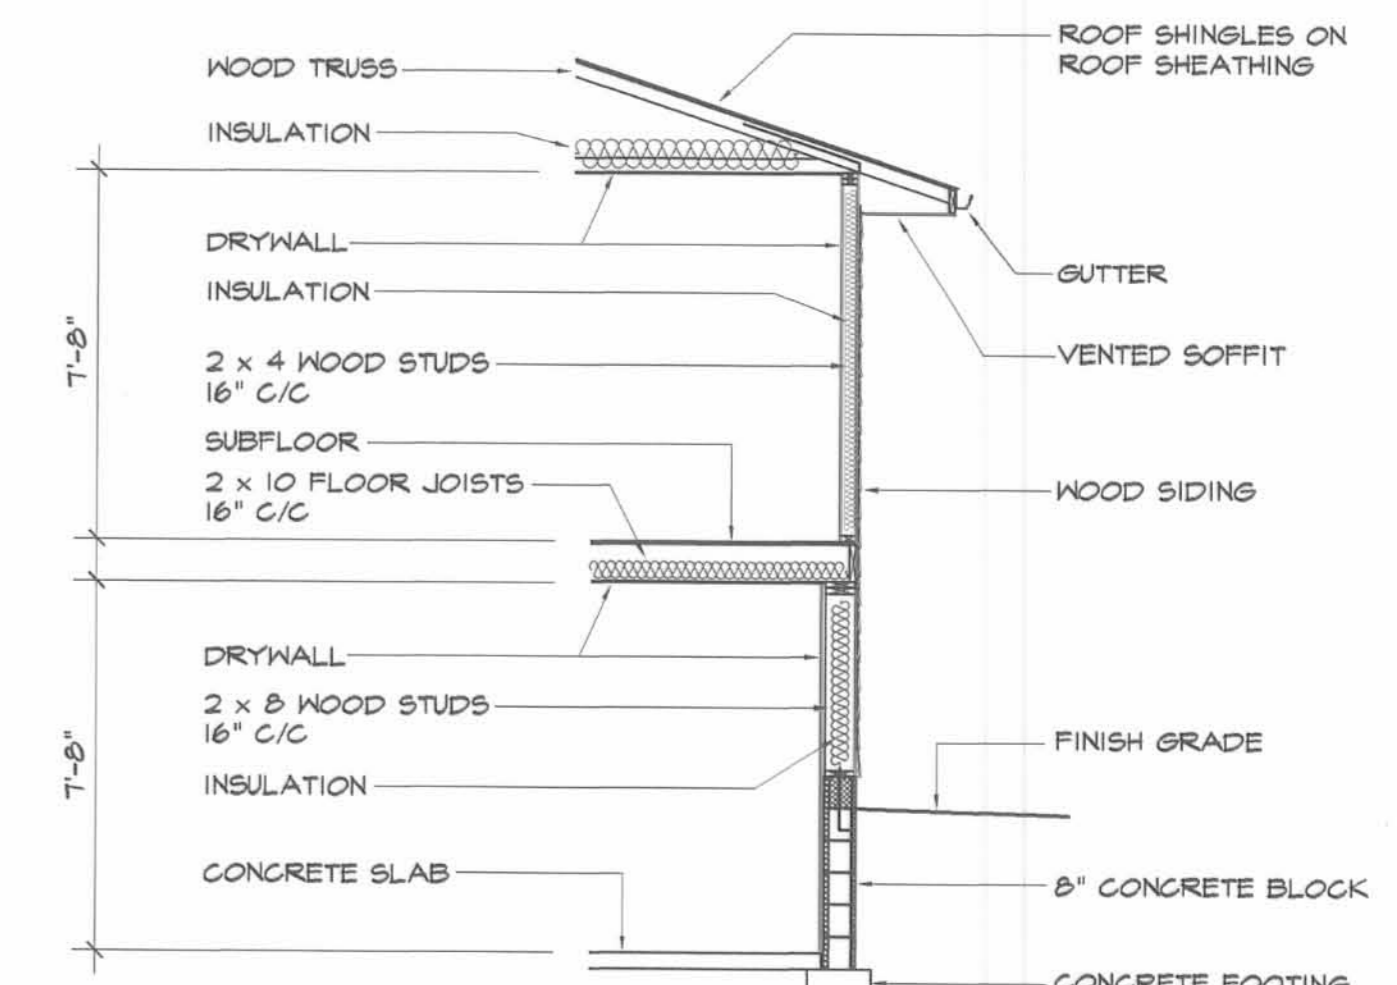 WOOD TRUSS
INSULATION
DRYWALL
INSULATION
2 x 4 WOOD STUDS
16" C/C
SUBFLOOR
2 x 10 FLOOR JOISTS
16" C/C
DRYWALL
2 x 8 WOOD STUDS
16" C/C
INSULATION
CONCRETE SLAB
7'-8"
7'-8"
ROOF SHINGLES ON
ROOF SHEATHING
GUTTER
VENTED SOFFIT
WOOD SIDING
FINISH GRADE
8" CONCRETE BLOCK
CONCRETE FOOTING